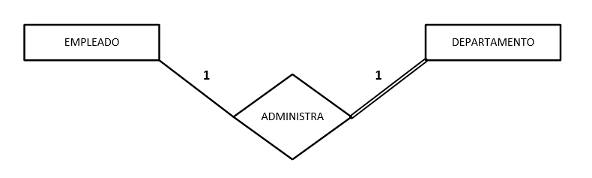 EMPLEADO
DEPARTAMENTO
1
1
ADMINISTRA